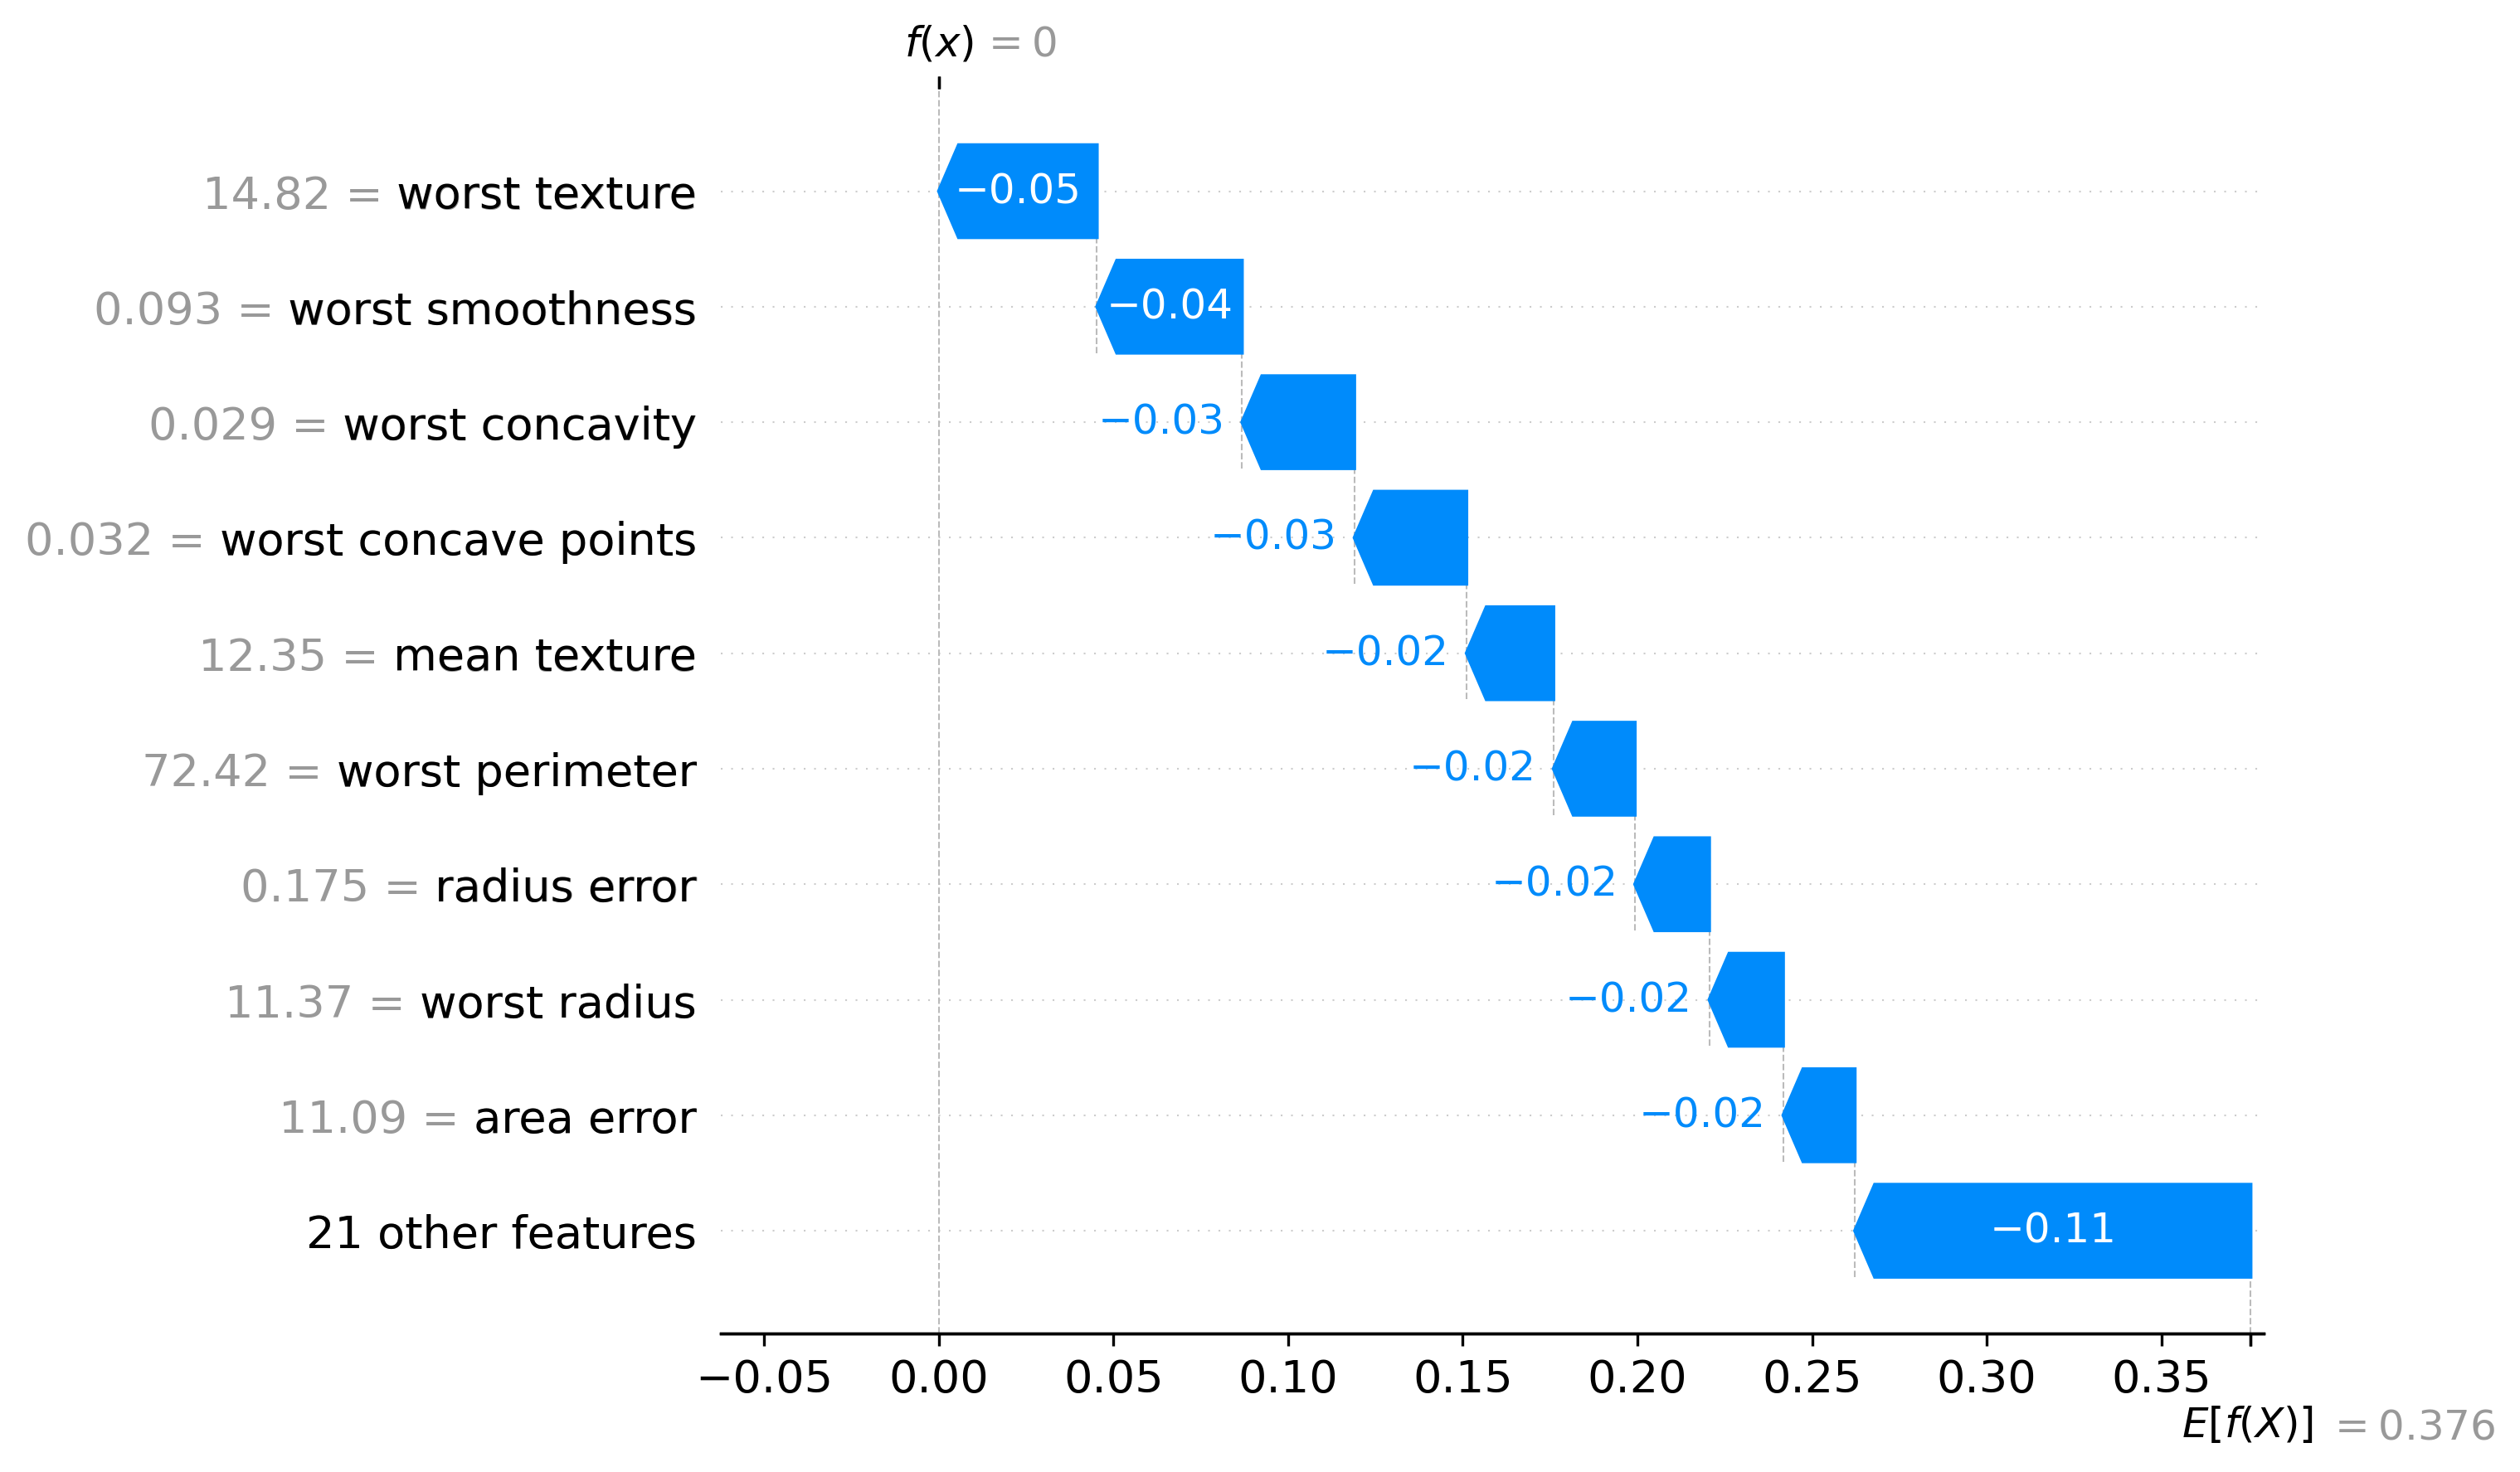 f(x) = 0
14.82 = worst texture −0.05
0.093 = worst smoothness −0.04
0.029 = worst concavity −0.03
0.032 = worst concave points −0.03
12.35 = mean texture −0.02
72.42 = worst perimeter −0.02
0.175 = radius error −0.02
11.37 = worst radius −0.02
11.09 = area error −0.02
21 other features −0.11
−0.05 0.00 0.05 0.10 0.15 0.20 0.25 0.30 0.35
E[f(X)] = 0.376